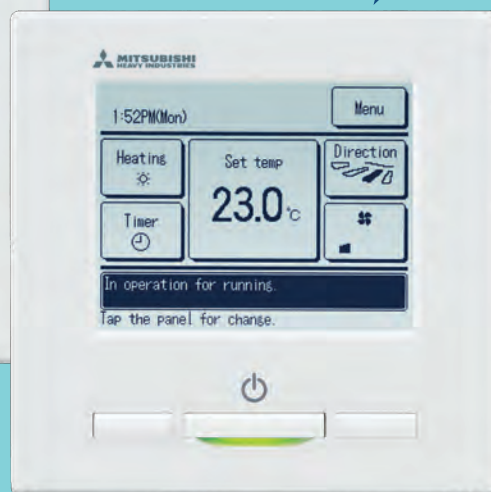 MITSUBISHI
HEAVY INDUSTRIES
1:52PM(Mon)
Menu
Heating
Set temp
Direction
23.0 °C
Timer
In operation for running.
Tap the panel for change.